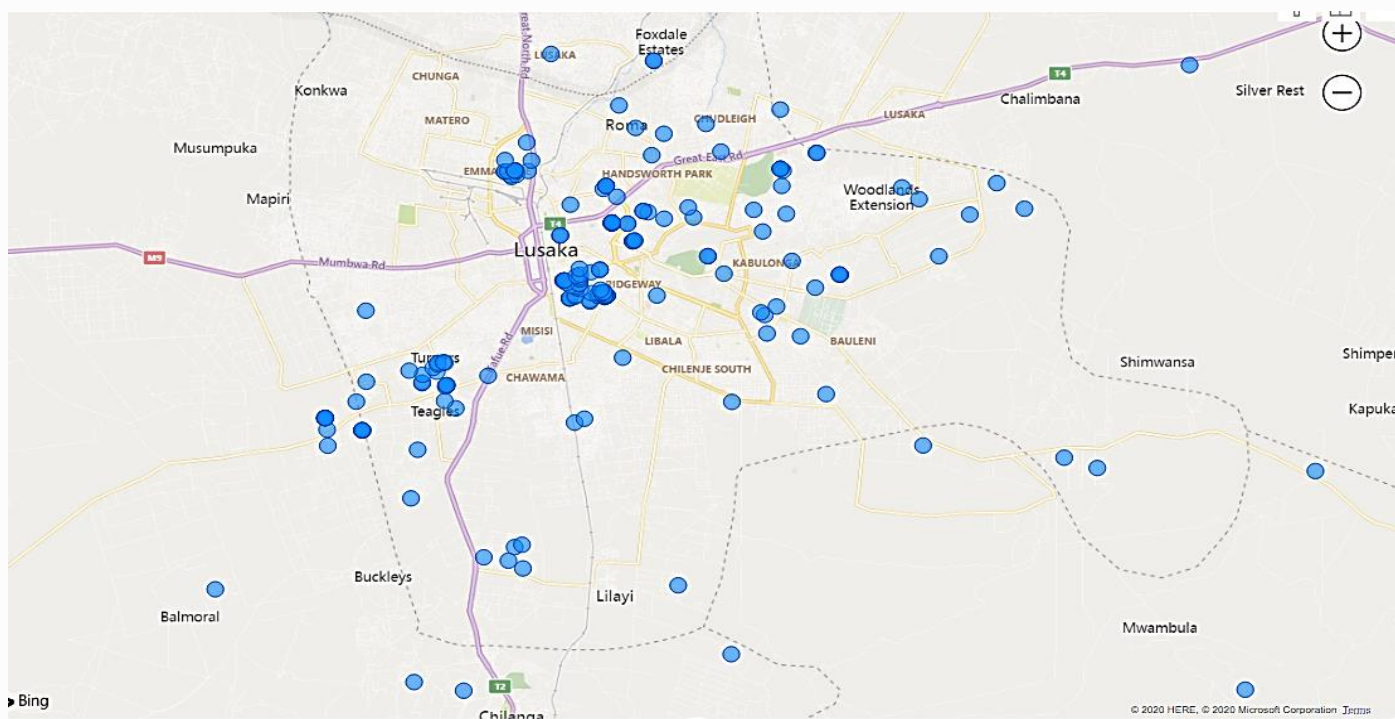 Foxdale
Estates
Great North Rd
LUSAKA
CHUNGA
T4
Silver Rest
Konkwa
Chalimbana
MATERO
Roma
CHUDLEIGH
LUSAKA
Musumpuka
Great East Rd
EMMA
HANDSWORTH PARK
Mapiri
Woodlands
Extension
T4
Lusaka
M9
Mumbwa Rd
KABULONGA
RIDGEWAY
MISISI
LIBALA
BAULENI
Kafue Rd
Shimper
Turners
Shimwansa
CHILENJE SOUTH
CHAWAMA
Kapuka
Teagles
Buckleys
Lilayi
Balmoral
Mwambula
T2
Bing
Chilanga
© 2020 HERE, © 2020 Microsoft Corporation Terms